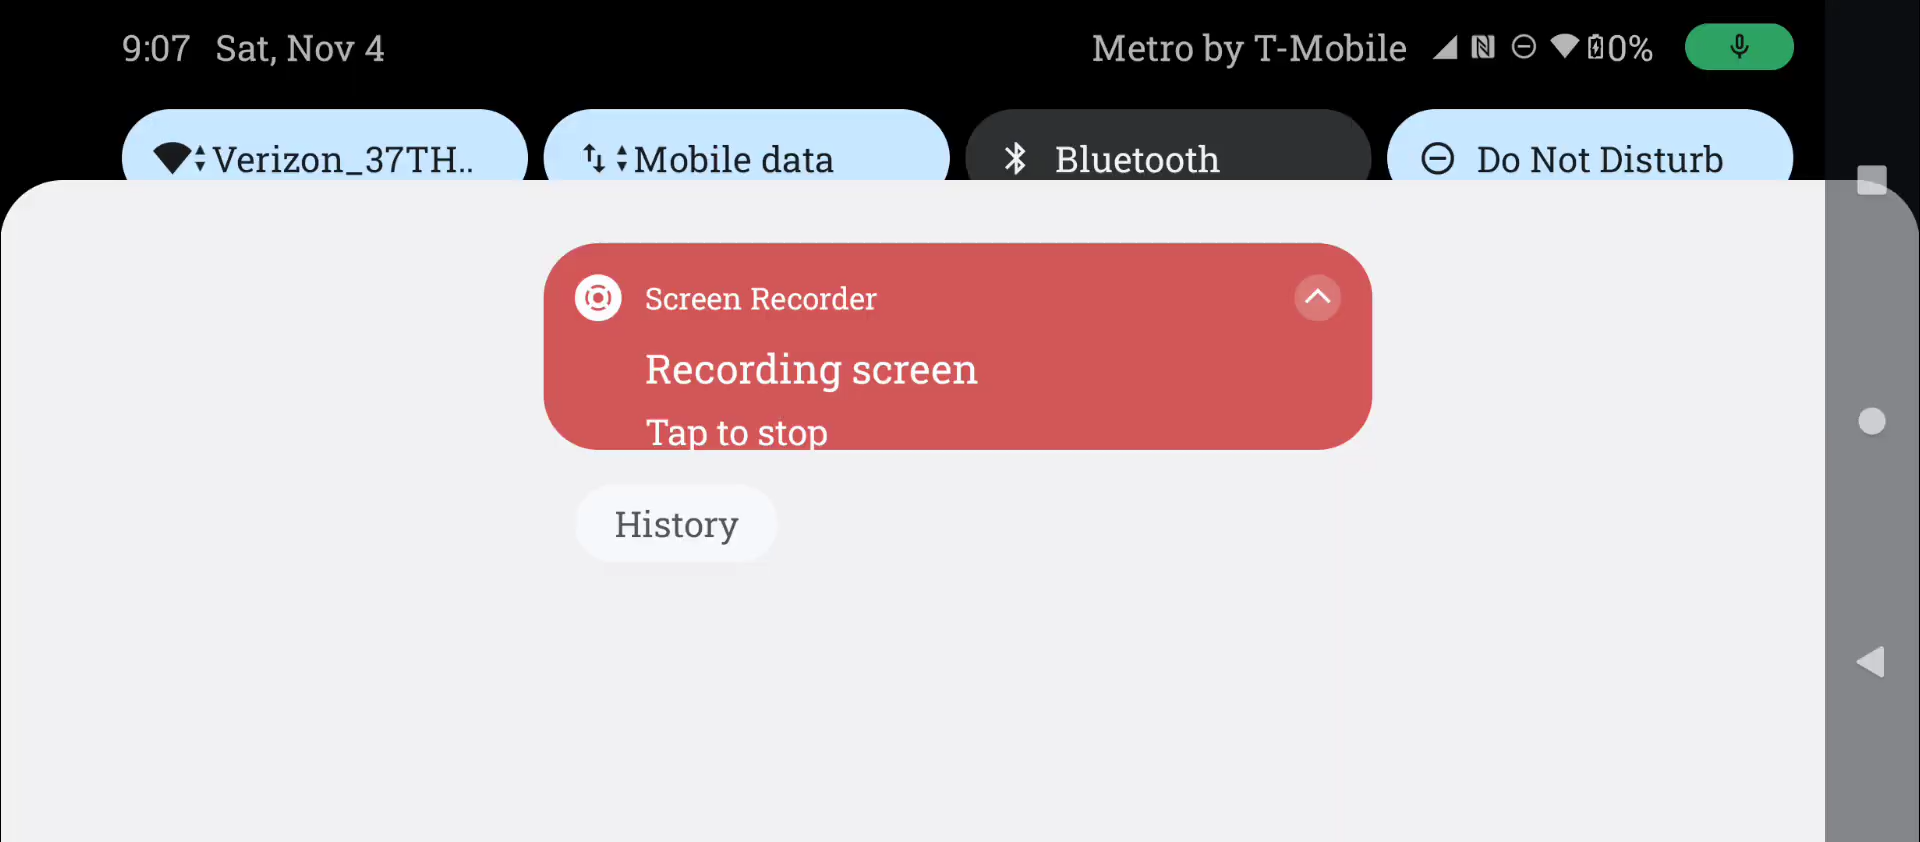 9:07 Sat, Nov 4 Metro by T-Mobile 0%
Verizon_37TH.. Mobile data Bluetooth Do Not Disturb
Screen Recorder
Recording screen
Tap to stop
History